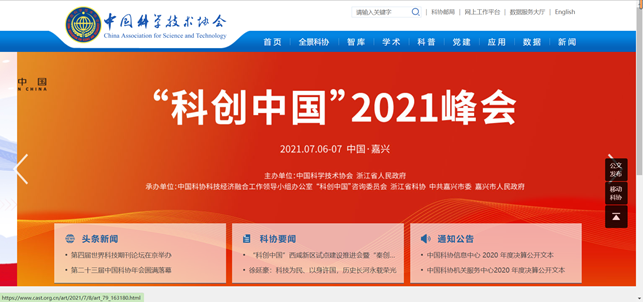 中国科学技术协会
China Association for Science and Technology
请输入关键字
科协邮局 | 网上工作平台 | 数据服务大厅 | English
首页 全景科协 智库 学术 科普 党建 应用 数据 新闻
中 国
IN CHINA
“科创中国”2021峰会
2021.07.06-07 中国·嘉兴
主办单位:中国科学技术协会 浙江省人民政府
承办单位:中国科协科技经济融合工作领导小组办公室 “科创中国”咨询委员会 浙江省科协 中共嘉兴市委 嘉兴市人民政府
公文
发布
移动
科协
头条新闻
• 第四届世界科技期刊论坛在京举办
• 第二十三届中国科协年会圆满落幕
科协要闻
• “科创中国”西咸新区试点建设推进会暨“秦创...
• 徐延豪：科技为民、以身许国，历史长河永载荣光
通知公告
• 中国科协信息中心 2020 年度决算公开文本
• 中国科协机关服务中心2020 年度决算公开文本
https://www.cast.org.cn/art/2021/7/8/art_79_163180.html